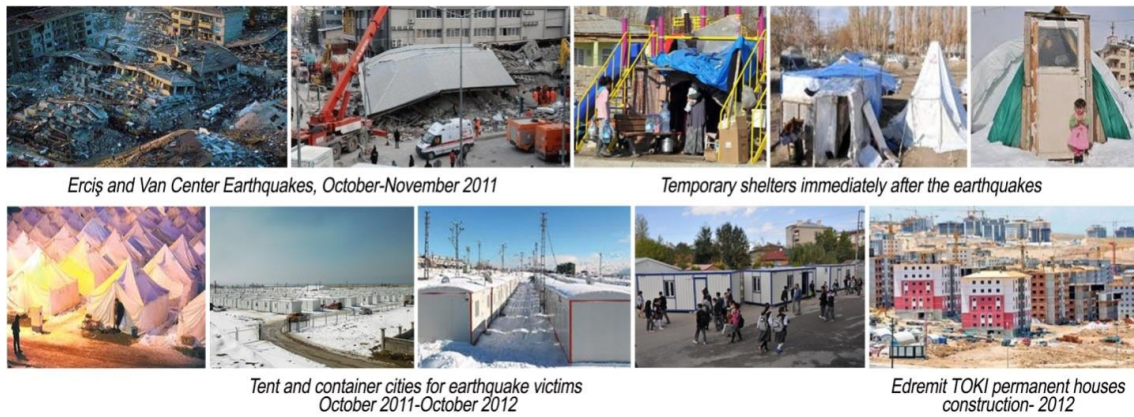 Erciş and Van Center Earthquakes, October-November 2011
Temporary shelters immediately after the earthquakes
Tent and container cities for earthquake victims
October 2011-October 2012
Edremit TOKI permanent houses
construction- 2012